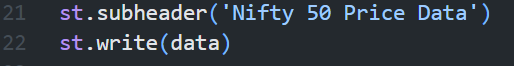 21 st.subheader('Nifty 50 Price Data')
22 st.write(data)